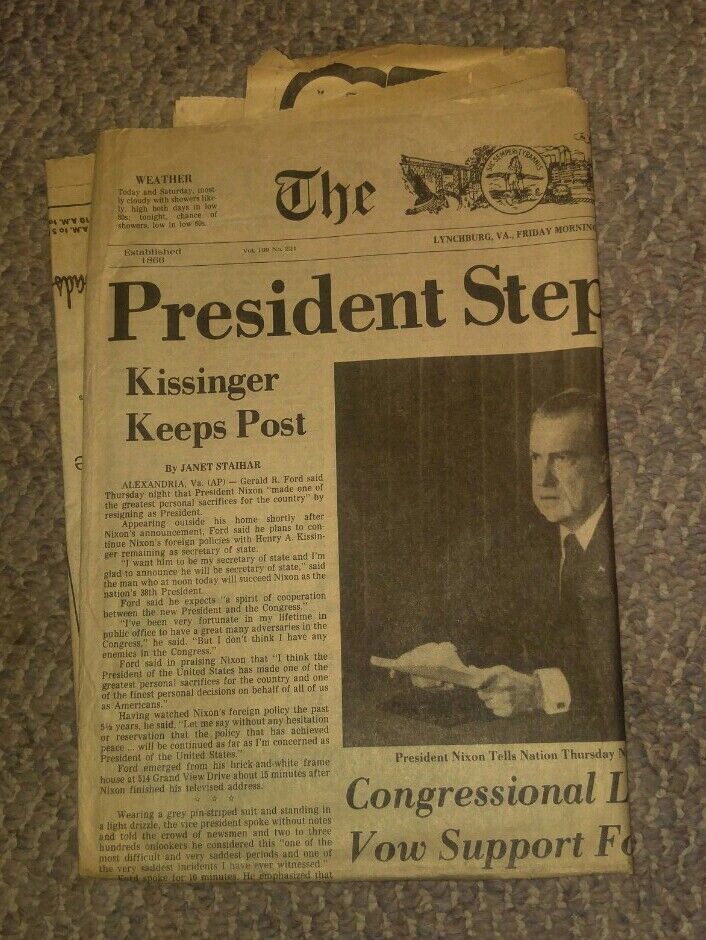 WEATHER
Today and Saturday, most-
ly cloudy with showers like-
ly, high both days in low
80s; tonight, chance of
showers, low in low 60s.
The
SIC SEMPER TYRANNIS
LYNCHBURG, VA., FRIDAY MORNING
Established
1866
Vol. 109 No. 221
President Step
Kissinger
Keeps Post
By JANET STAIHAR
ALEXANDRIA, Va. (AP) — Gerald R. Ford said
Thursday night that President Nixon "made one of
the greatest personal sacrifices for the country" by
resigning as President.
Appearing outside his home shortly after
Nixon's announcement, Ford said he plans to con-
tinue Nixon's foreign policies with Henry A. Kissin-
ger remaining as secretary of state.
"I want him to be my secretary of state and I'm
glad to announce he will be secretary of state," said
the man who at noon today will succeed Nixon as the
nation's 38th President.
Ford said he expects "a spirit of cooperation
between the new President and the Congress."
"I've been very fortunate in my lifetime in
public office to have a great many adversaries in the
Congress," he said. "But I don't think I have any
enemies in the Congress."
Ford said in praising Nixon that "I think the
President of the United States has made one of the
greatest personal sacrifices for the country and one
of the finest personal decisions on behalf of all of us
as Americans."
Having watched Nixon's foreign policy the past
5½ years, he said, "Let me say without any hesitation
or reservation that the policy that has achieved
peace ... will be continued as far as I'm concerned as
President of the United States."
Ford emerged from his brick-and-white frame
house at 514 Grand View Drive about 15 minutes after
Nixon finished his televised address.
Wearing a grey pin-striped suit and standing in
a light drizzle, the vice president spoke without notes
and told the crowd of newsmen and two to three
hundreds onlookers he considered this "one of the
most difficult and very saddest periods and one of
the very saddest incidents I have ever witnessed"
Ford spoke for 10 minutes. He emphasized that
President Nixon Tells Nation Thursday N
Congressional L
Vow Support Fo